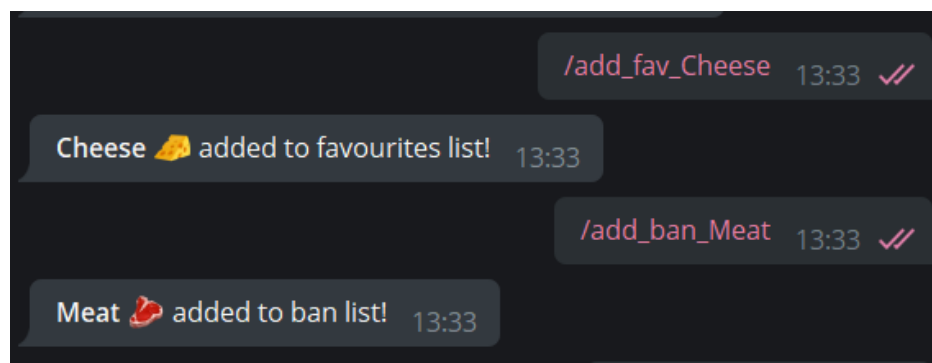 /add_fav_Cheese 13:33
Cheese 🧀 added to favourites list! 13:33
/add_ban_Meat 13:33
Meat 🥩 added to ban list! 13:33